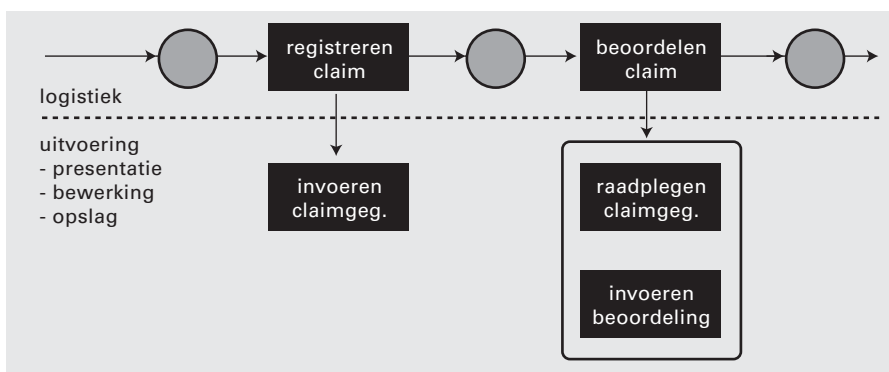 registreren
claim
beoordelen
claim
logistiek
uitvoering
- presentatie
- bewerking
- opslag
invoeren
claimgeg.
raadplegen
claimgeg.
invoeren
beoordeling